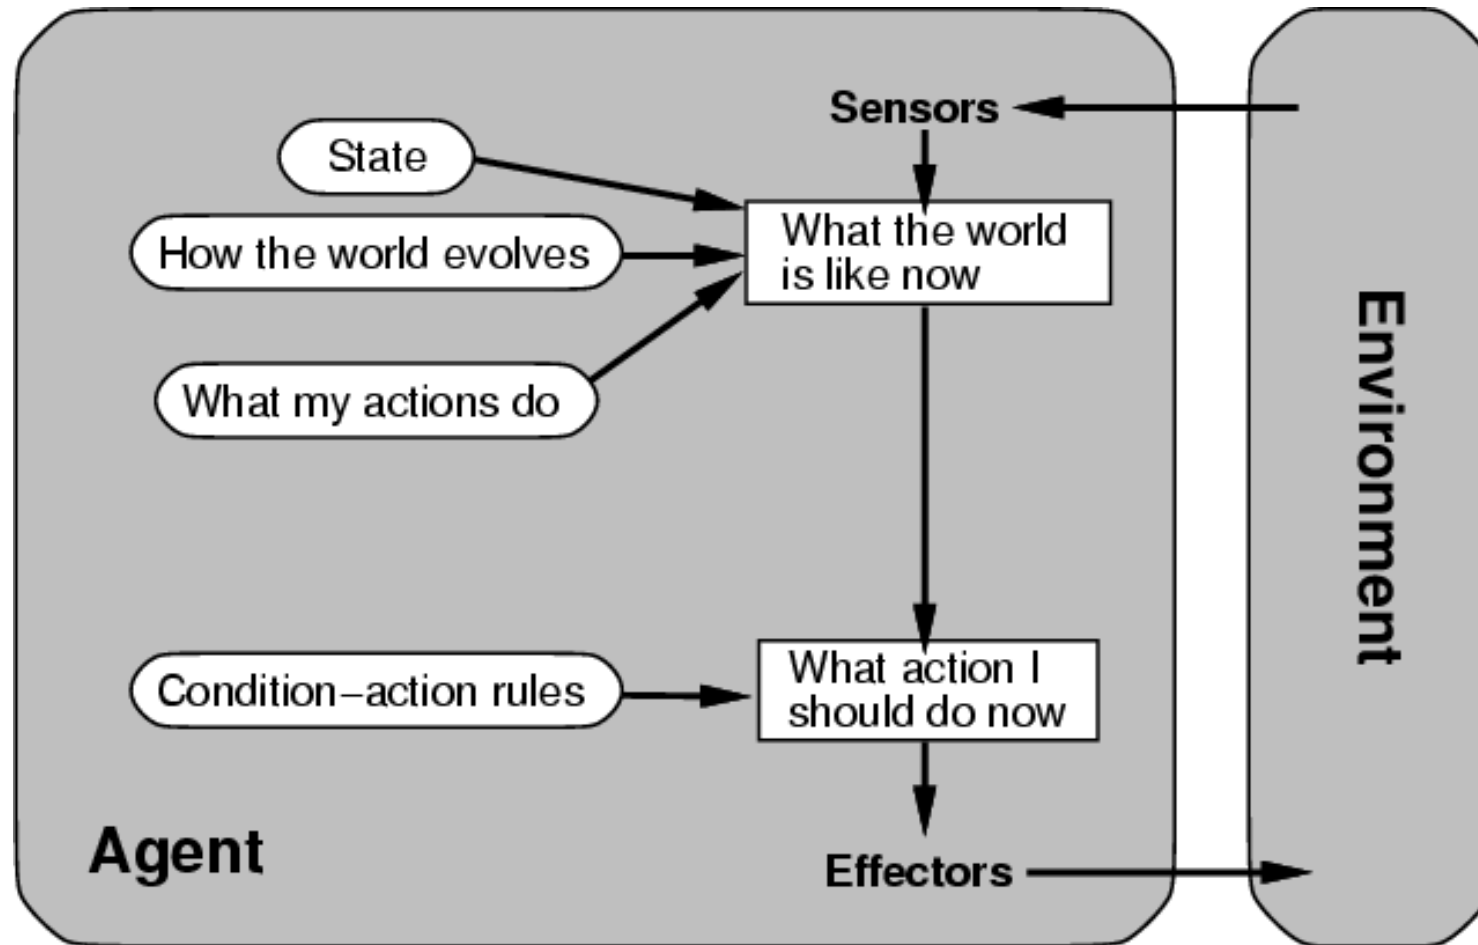 Sensors
State
How the world evolves
What the world
is like now
What my actions do
Environment
Condition–action rules
What action I
should do now
Agent
Effectors